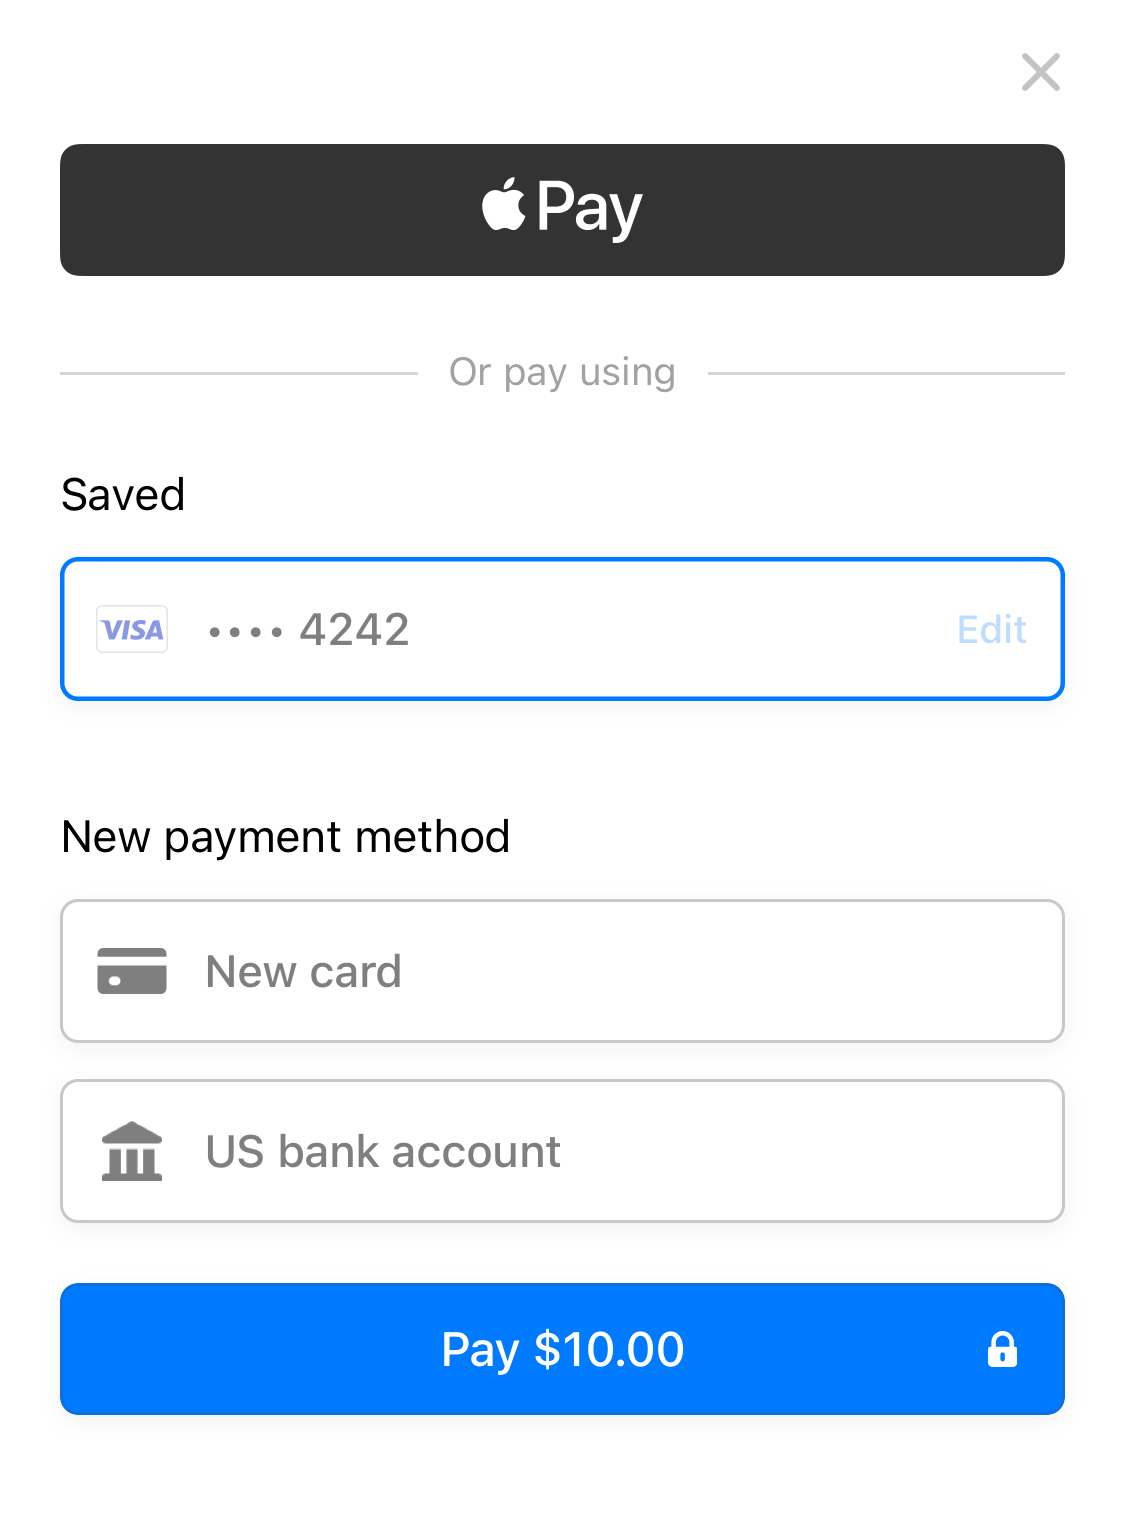 Pay
Or pay using
Saved
VISA •••• 4242 Edit
New payment method
New card
US bank account
Pay $10.00